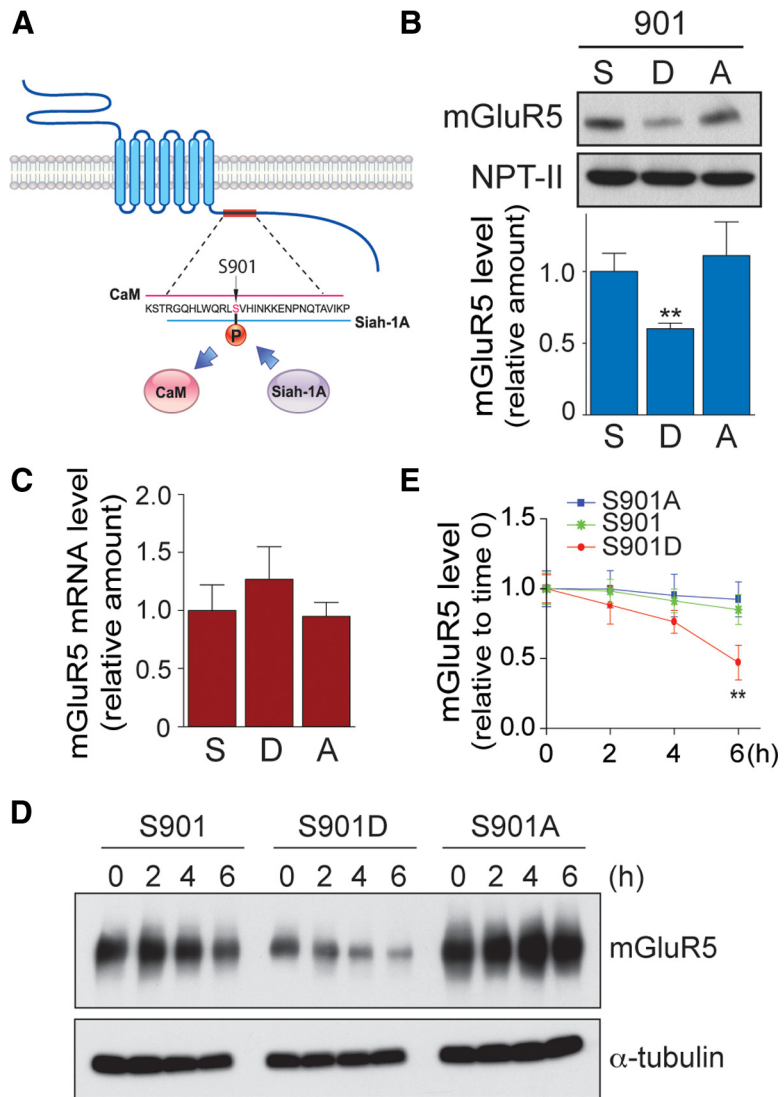 A
S901
CaM
KSTRGQHLWQRLSVHINKKENPNQTAVIKP
Siah-1A
P
CaM
Siah-1A
B
901
S D A
mGluR5
NPT-II
mGluR5 level
(relative amount)
1.0
0.5
0
**
S D A
C
mGluR5 mRNA level
(relative amount)
2.0
1.5
1.0
0.5
0
S D A
E
S901A
S901
S901D
mGluR5 level
(relative to time 0)
1.5
1.0
0.5
0.0
**
0 2 4 6 (h)
D
S901 S901D S901A
0 2 4 6 0 2 4 6 0 2 4 6 (h)
mGluR5
α-tubulin